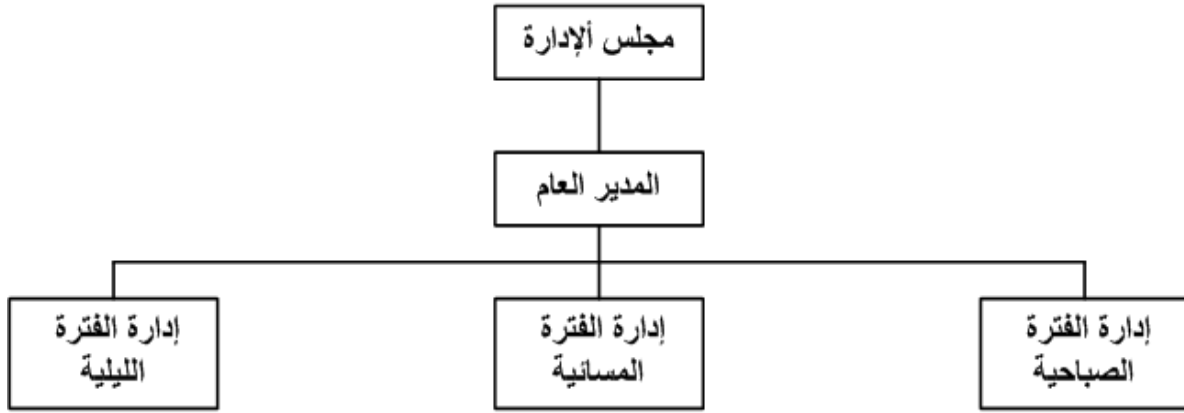 مجلس ألإدارة
المدير العام
إدارة الفترة
الصباحية
إدارة الفترة
المسائية
إدارة الفترة
الليلية